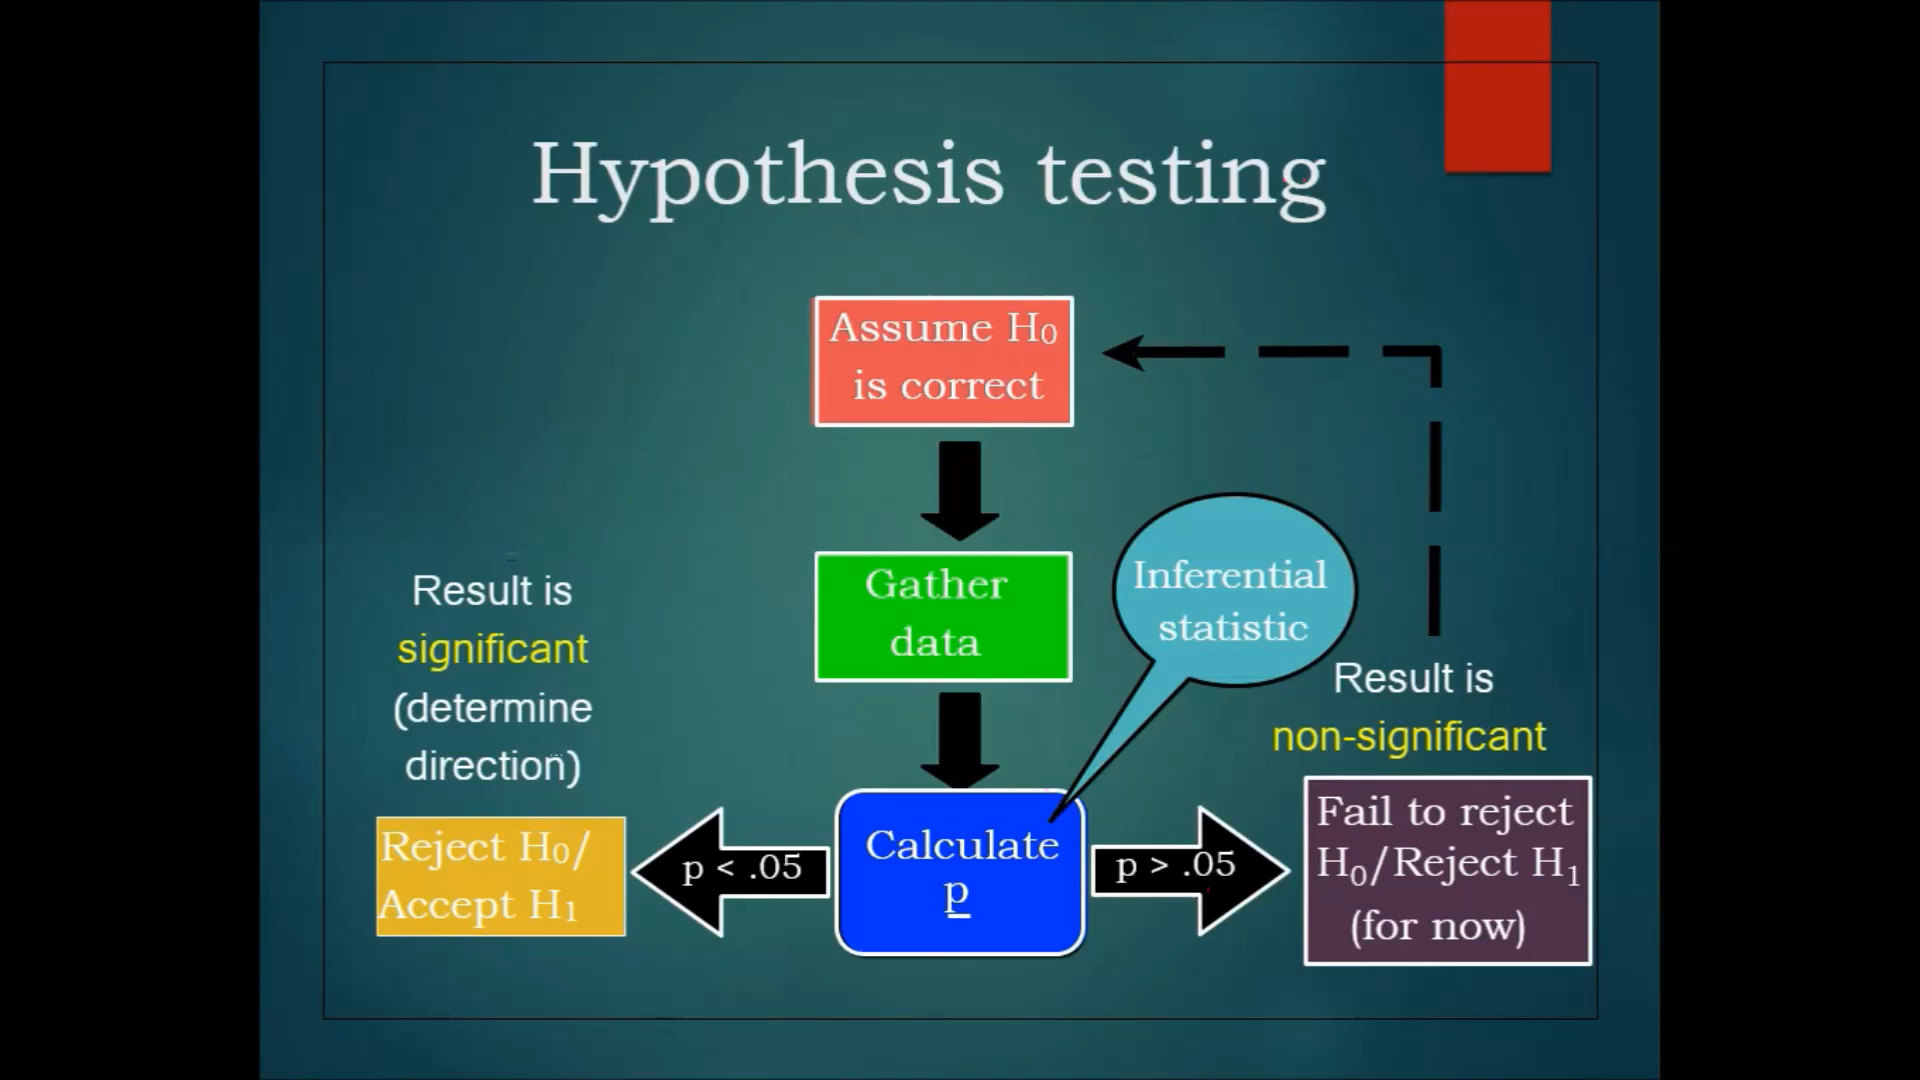 Hypothesis testing
Assume H₀
is correct
Gather
data
Inferential
statistic
Result is
significant
(determine
direction)
Result is
non-significant
Calculate
p
p < .05
p > .05
Reject H₀/
Accept H₁
Fail to reject
H₀/Reject H₁
(for now)